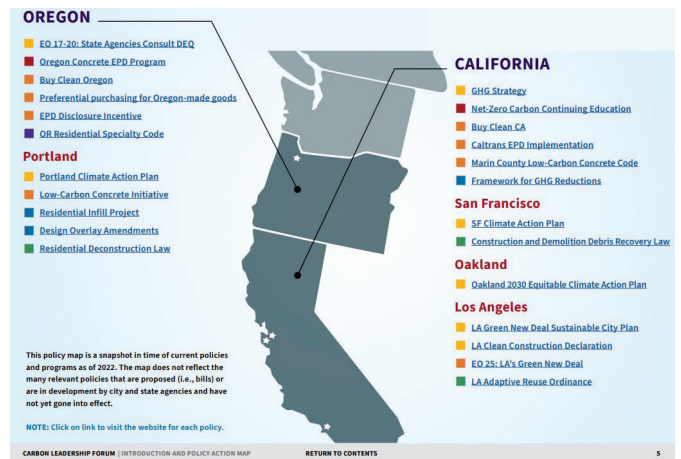 OREGON
EO 17-20: State Agencies Consult DEQ
Oregon Concrete EPD Program
Buy Clean Oregon
Preferential purchasing for Oregon-made goods
EPD Disclosure Incentive
OR Residential Specialty Code
Portland
Portland Climate Action Plan
Low-Carbon Concrete Initiative
Residential Infill Project
Design Overlay Amendments
Residential Deconstruction Law
This policy map is a snapshot in time of current policies
and programs as of 2022. The map does not reflect the
many relevant policies that are proposed (i.e., bills) or
are in development by city and state agencies and have
not yet gone into effect.
NOTE: Click on link to visit the website for each policy.
CALIFORNIA
GHG Strategy
Net-Zero Carbon Continuing Education
Buy Clean CA
Caltrans EPD Implementation
Marin County Low-Carbon Concrete Code
Framework for GHG Reductions
San Francisco
SF Climate Action Plan
Construction and Demolition Debris Recovery Law
Oakland
Oakland 2030 Equitable Climate Action Plan
Los Angeles
LA Green New Deal Sustainable City Plan
LA Clean Construction Declaration
EO 25: LA's Green New Deal
LA Adaptive Reuse Ordinance
CARBON LEADERSHIP FORUM | INTRODUCTION AND POLICY ACTION MAP RETURN TO CONTENTS 5